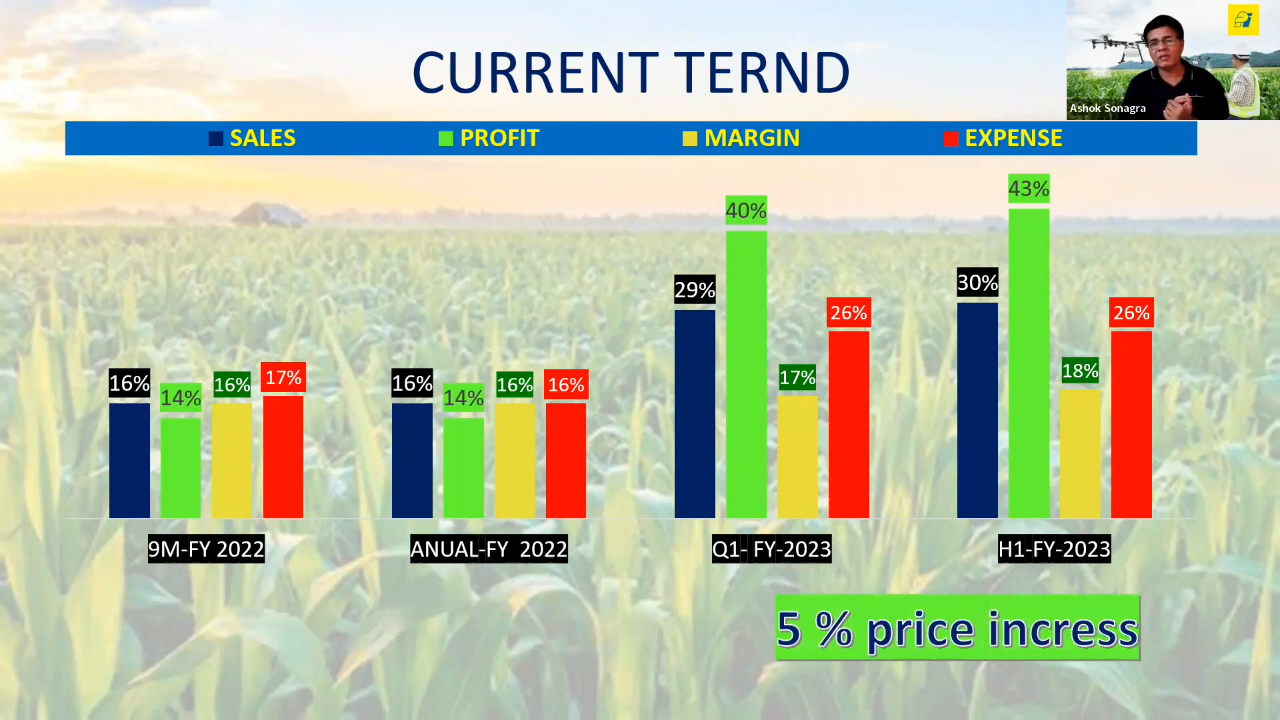 CURRENT TERND
Ashok Sonagra
SALES PROFIT MARGIN EXPENSE
16% 14% 16% 17%
16% 14% 16% 16%
29% 40% 17% 26%
30% 43% 18% 26%
9M-FY 2022
ANUAL-FY 2022
Q1- FY-2023
H1-FY-2023
5 % price incress